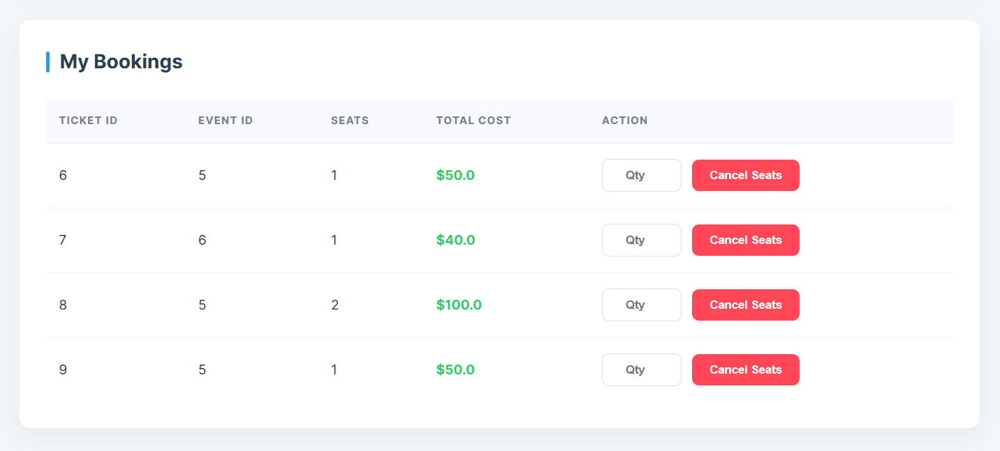 My Bookings
TICKET ID EVENT ID SEATS TOTAL COST ACTION
6 5 1 $50.0 Qty Cancel Seats
7 6 1 $40.0 Qty Cancel Seats
8 5 2 $100.0 Qty Cancel Seats
9 5 1 $50.0 Qty Cancel Seats